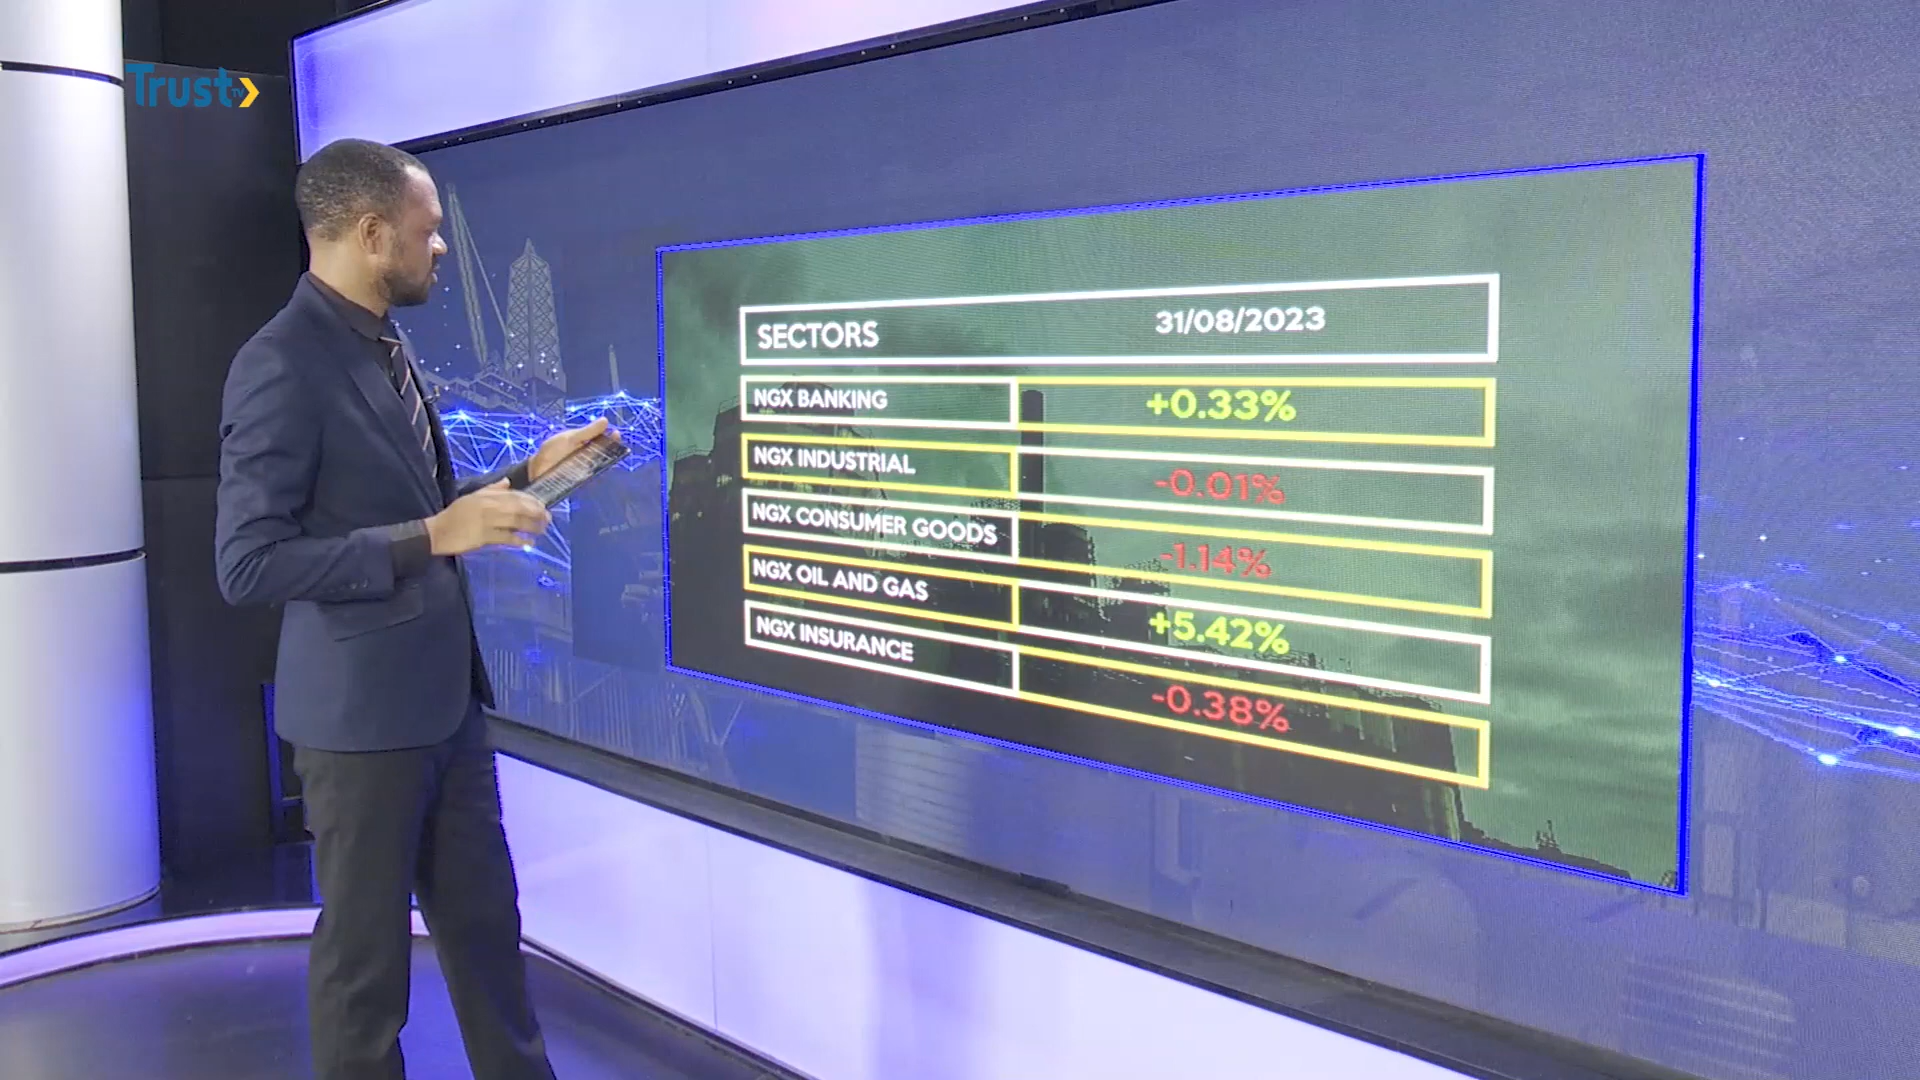 Trust TV
SECTORS 31/08/2023
NGX BANKING +0.33%
NGX INDUSTRIAL -0.01%
NGX CONSUMER GOODS -1.14%
NGX OIL AND GAS +5.42%
NGX INSURANCE -0.38%